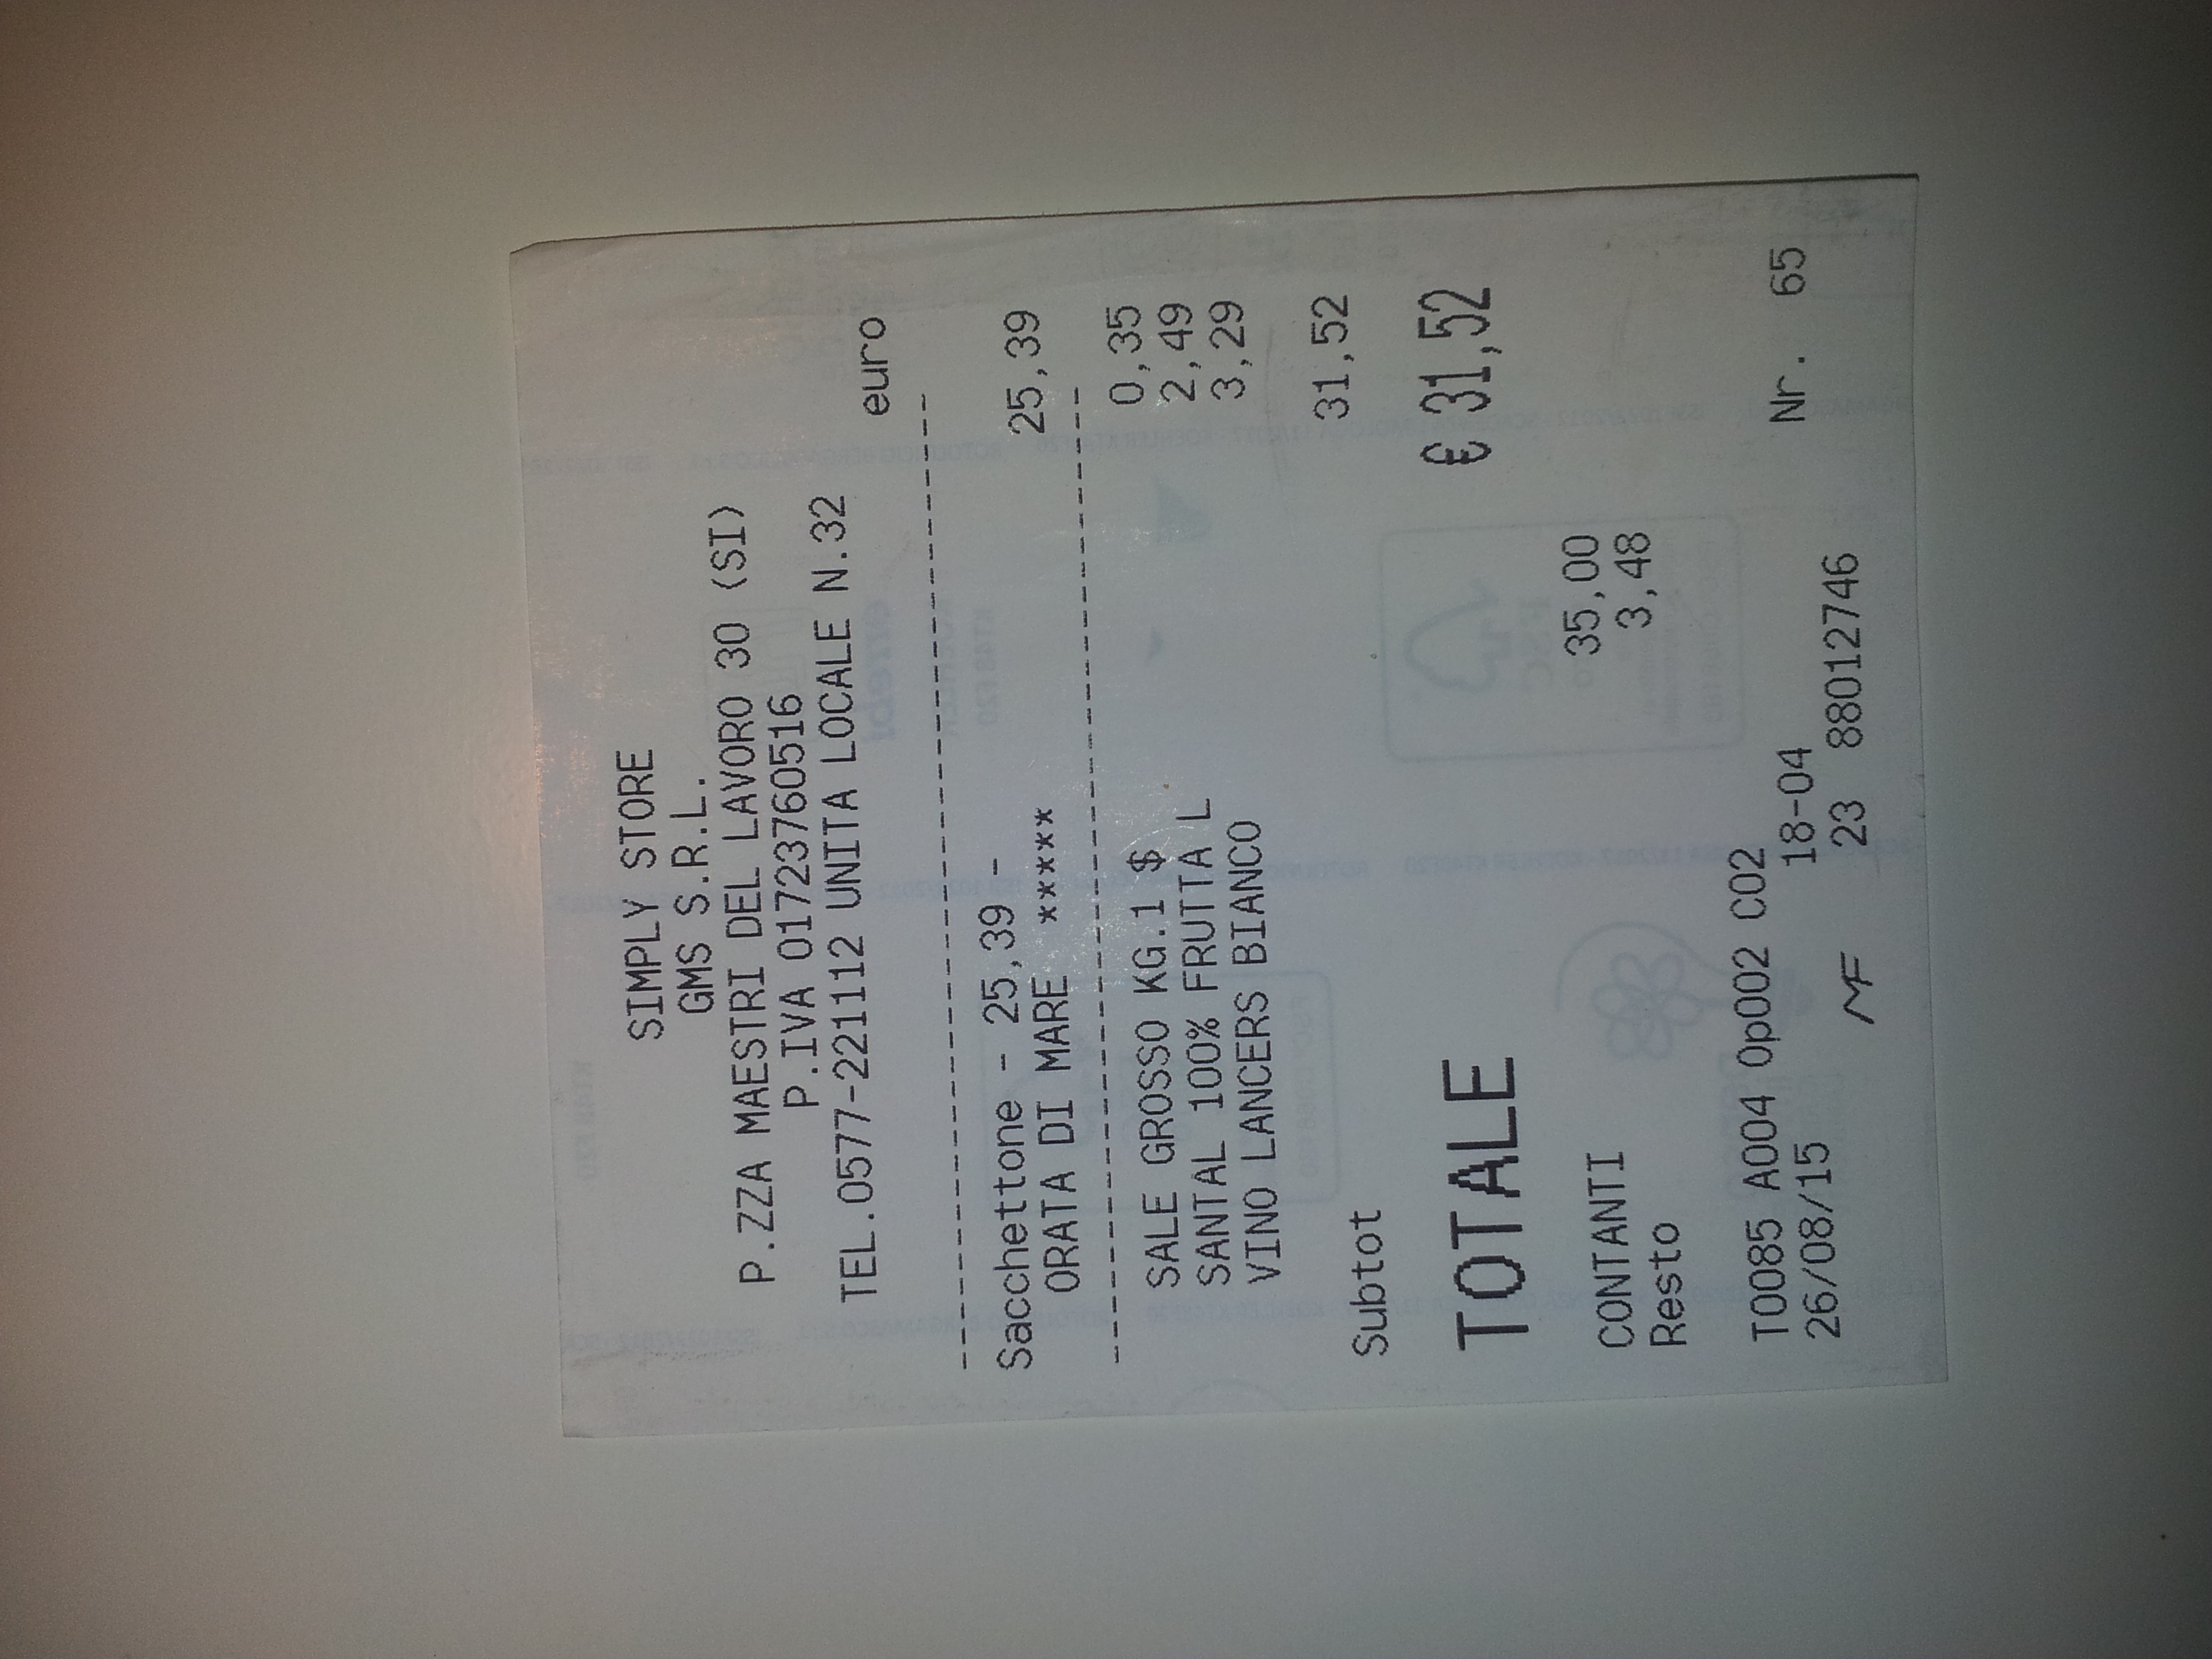 SIMPLY STORE
GMS S.R.L.
P.ZZA MAESTRI DEL LAVORO 30 (SI)
P.IVA 01723760516
TEL.0577-221112 UNITA LOCALE N.32
euro
--------------------------------------
Sacchettone - 25,39 -
ORATA DI MARE ***** 25,39
--------------------------------------
SALE GROSSO KG.1 $ 0,35
SANTAL 100% FRUTTA L 2,49
VINO LANCERS BIANCO 3,29
Subtot 31,52
TOTALE € 31,52
CONTANTI 35,00
Resto 3,48
T0085 A004 Op002 C02
26/08/15 18-04 Nr. 65
MF 23 88012746